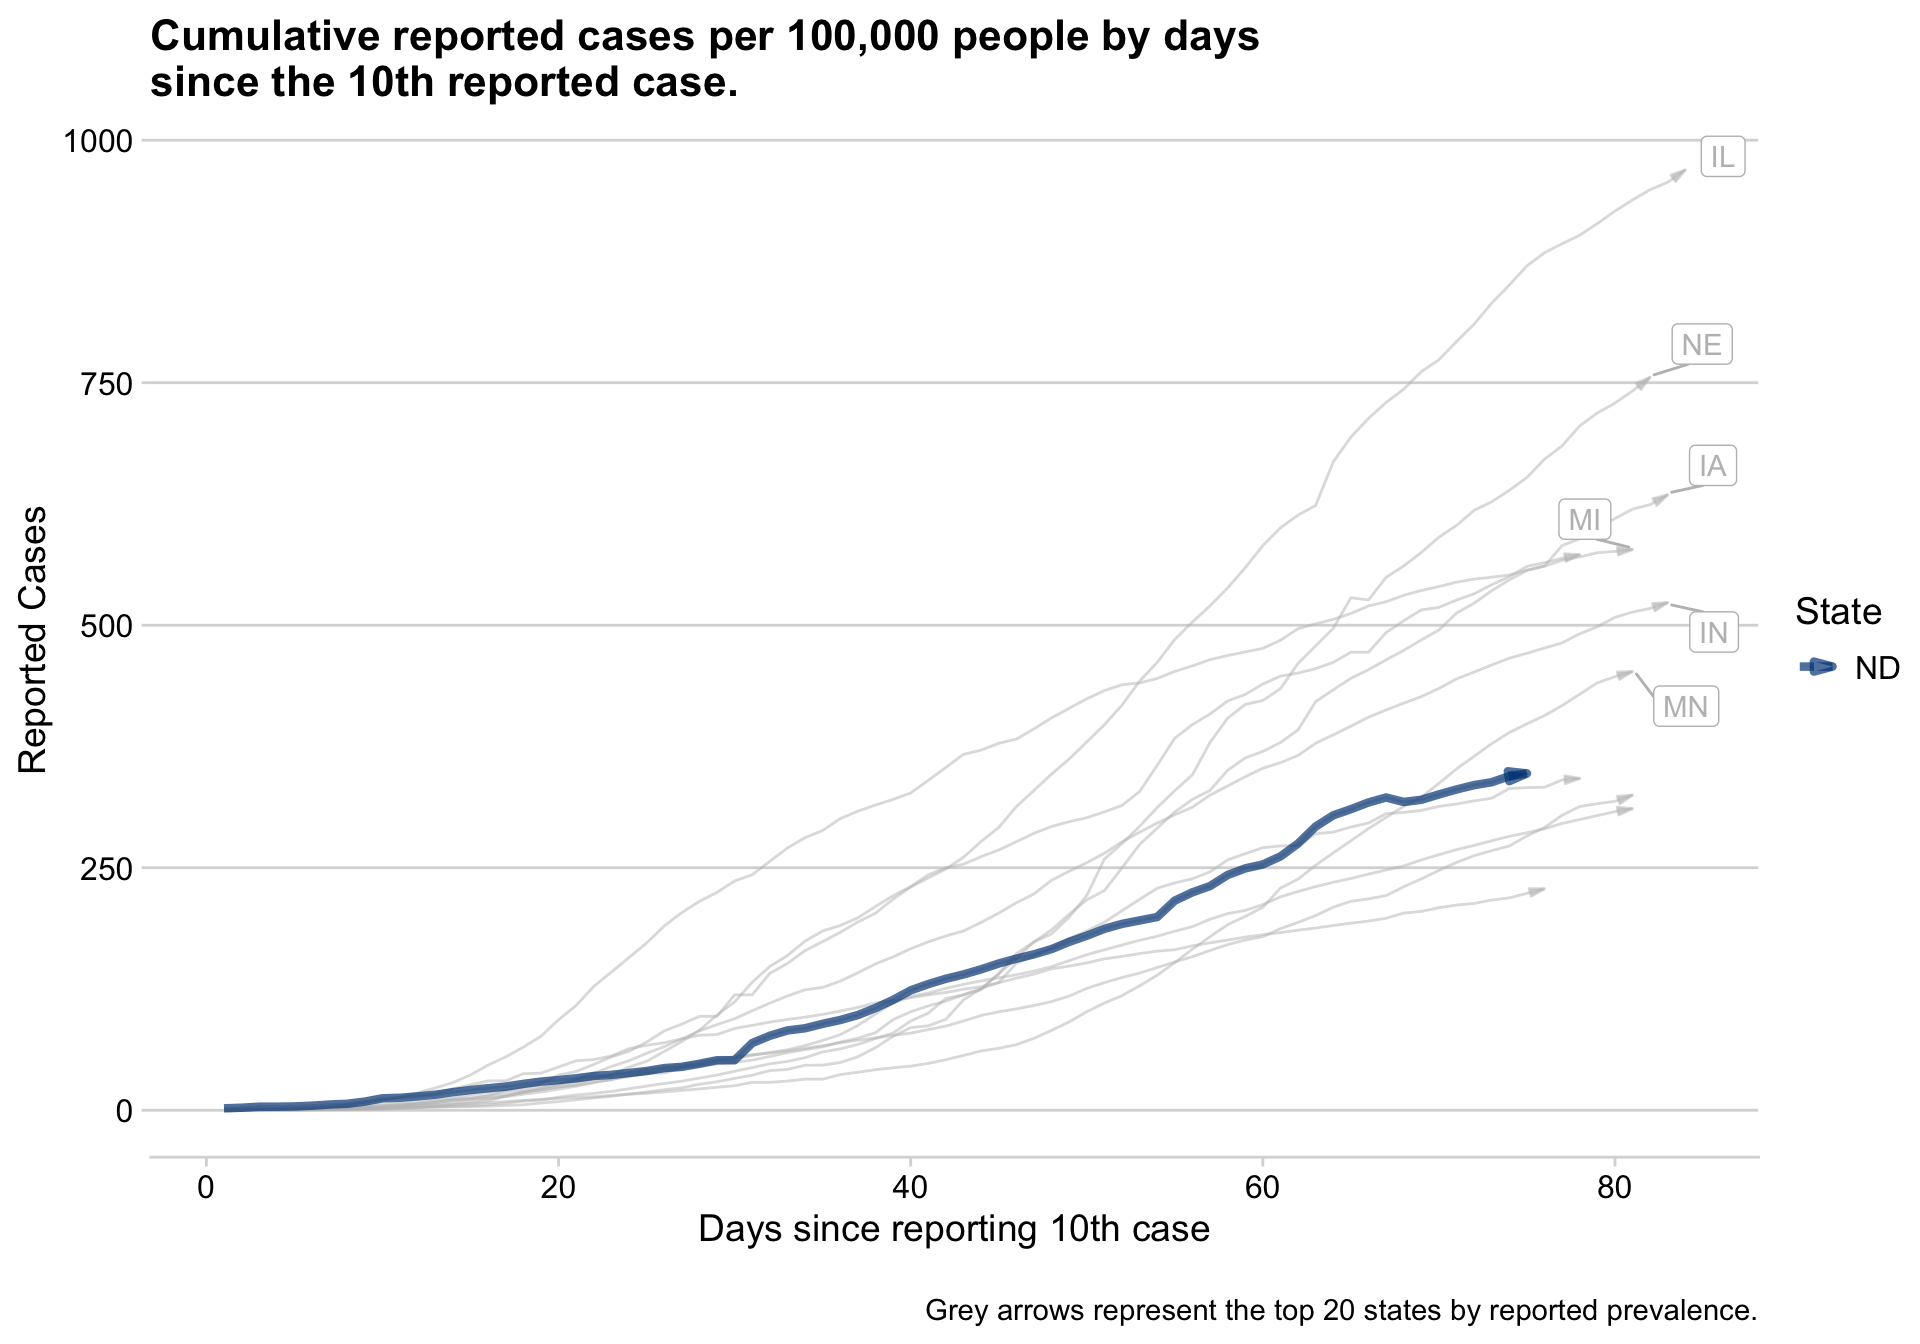 Cumulative reported cases per 100,000 people by days
since the 10th reported case.
1000
750
500
250
0
Reported Cases
IL
NE
IA
MI
IN
MN
State
ND
0 20 40 60 80
Days since reporting 10th case
Grey arrows represent the top 20 states by reported prevalence.